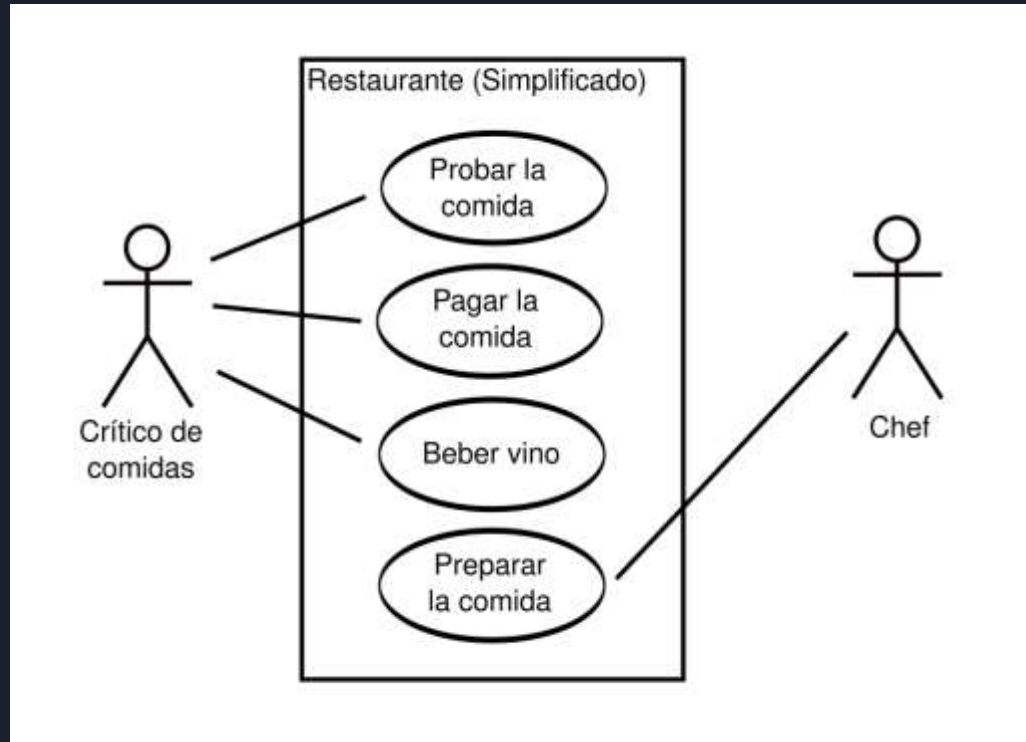 Restaurante (Simplificado)
Probar la
comida
Pagar la
comida
Beber vino
Preparar
la comida
Crítico de
comidas
Chef